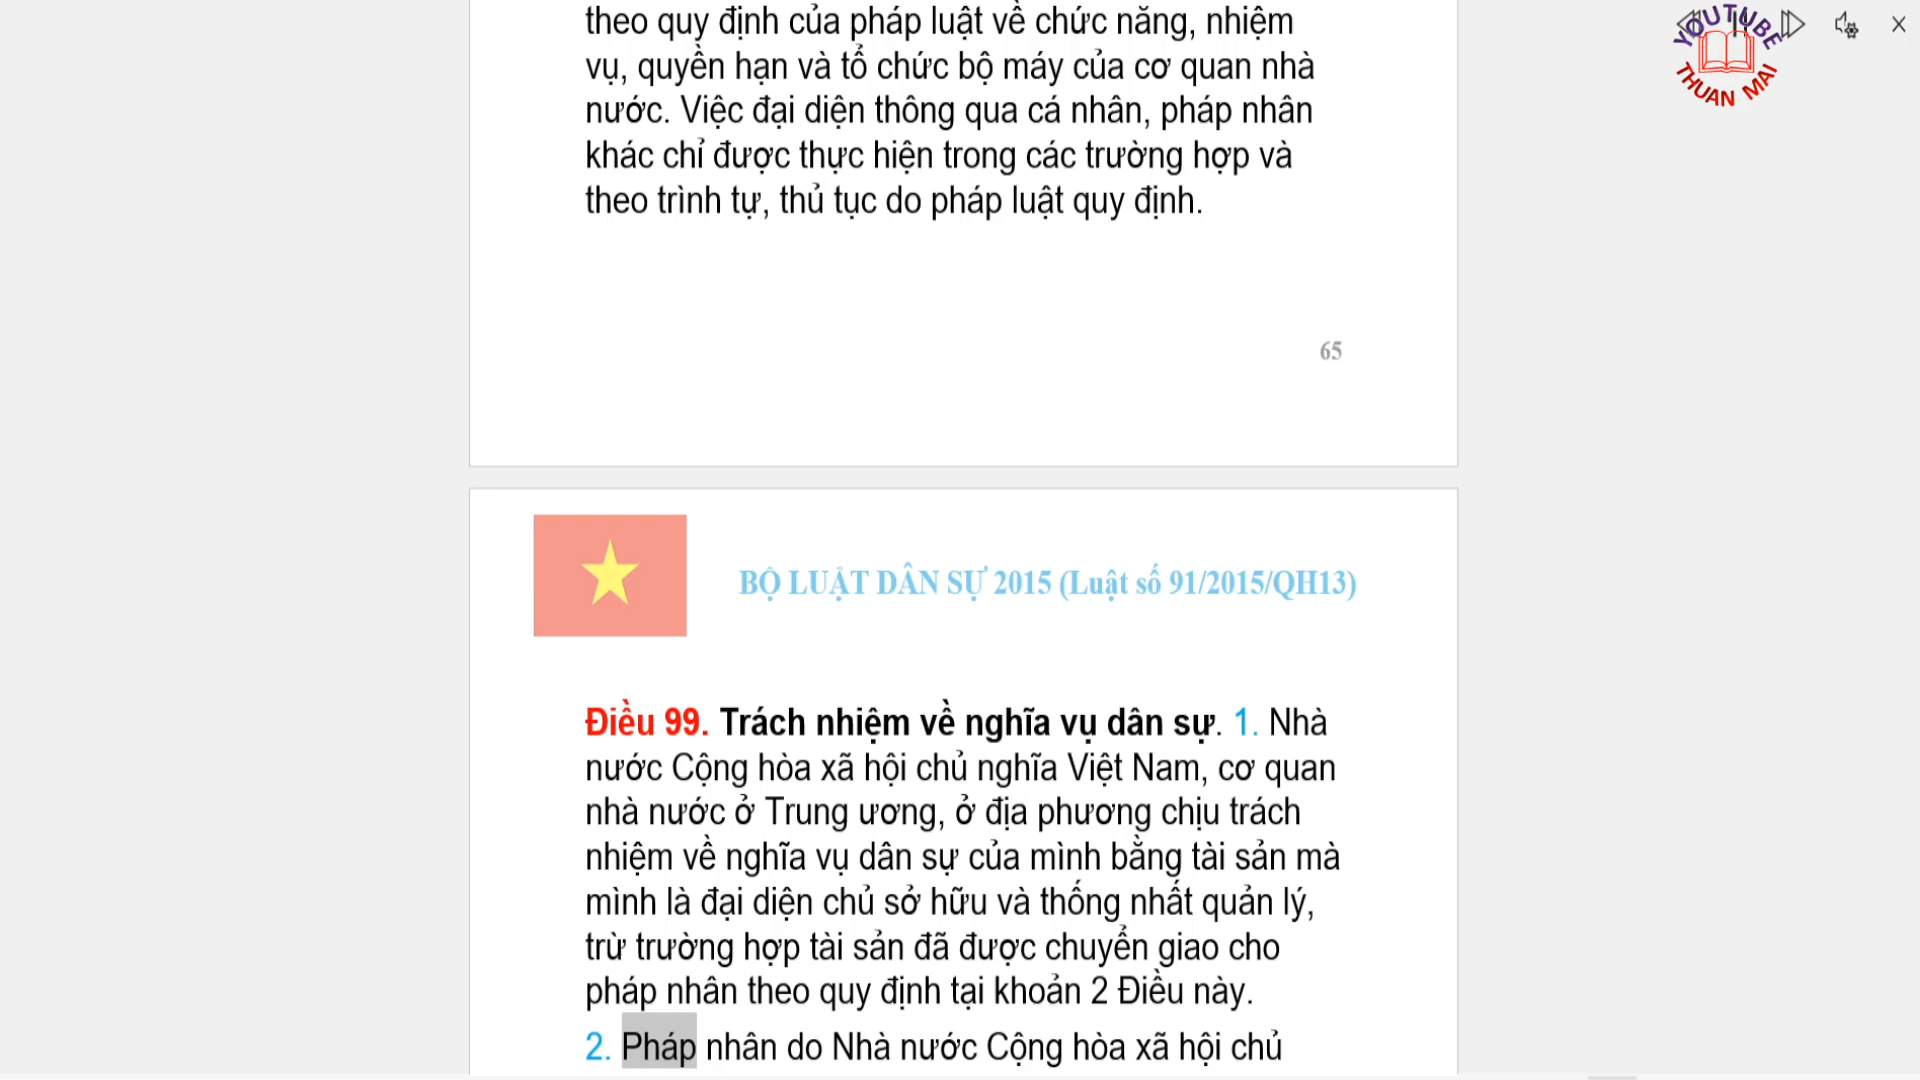 theo quy định của pháp luật về chức năng, nhiệm
vụ, quyền hạn và tổ chức bộ máy của cơ quan nhà
nước. Việc đại diện thông qua cá nhân, pháp nhân
khác chỉ được thực hiện trong các trường hợp và
theo trình tự, thủ tục do pháp luật quy định.
65
YOUTUBE
THUAN MAI
BỘ LUẬT DÂN SỰ 2015 (Luật số 91/2015/QH13)
Điều 99. Trách nhiệm về nghĩa vụ dân sự. 1. Nhà
nước Cộng hòa xã hội chủ nghĩa Việt Nam, cơ quan
nhà nước ở Trung ương, ở địa phương chịu trách
nhiệm về nghĩa vụ dân sự của mình bằng tài sản mà
mình là đại diện chủ sở hữu và thống nhất quản lý,
trừ trường hợp tài sản đã được chuyển giao cho
pháp nhân theo quy định tại khoản 2 Điều này.
2. Pháp nhân do Nhà nước Cộng hòa xã hội chủ